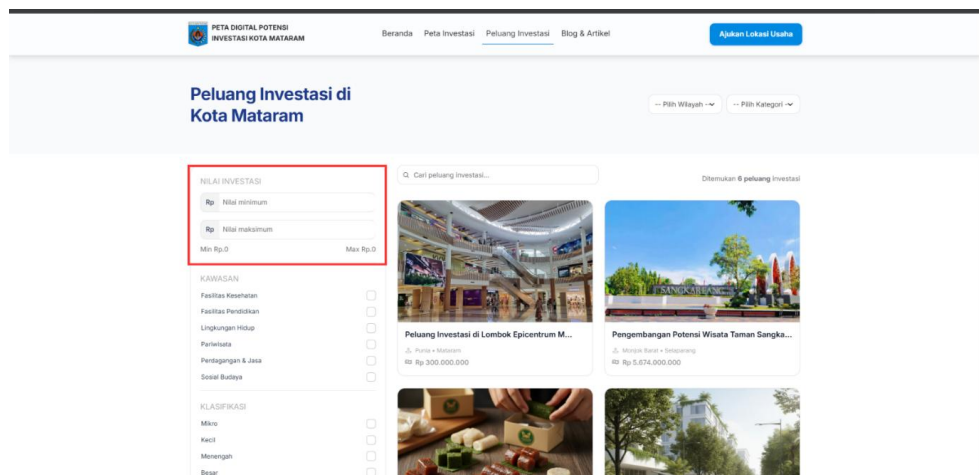 PETA DIGITAL POTENSI
INVESTASI KOTA MATARAM
Beranda
Peta Investasi
Peluang Investasi
Blog & Artikel
Ajukan Lokasi Usaha
Peluang Investasi di
Kota Mataram
-- Pilih Wilayah --
-- Pilih Kategori --
NILAI INVESTASI
Rp Nilai minimum
Rp Nilai maksimum
Min Rp.0
Max Rp.0
KAWASAN
Fasilitas Kesehatan
Fasilitas Pendidikan
Lingkungan Hidup
Pariwisata
Perdagangan & Jasa
Sosial Budaya
KLASIFIKASI
Mikro
Kecil
Menengah
Besar
Cari peluang investasi...
Ditemukan 6 peluang Investasi
Peluang Investasi di Lombok Epicentrum M...
Punia • Mataram
Rp 300.000.000
SANGKAREANG
Pengembangan Potensi Wisata Taman Sangka...
Monjok Barat • Selaparang
Rp 5.674.000.000